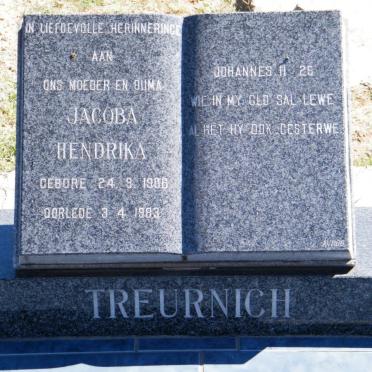 IN LIEFDEVOLLE HERINNERING
AAN
ONS MOEDER EN OUMA
JACOBA
HENDRIKA
GEBORE 24. 9. 1906
OORLEDE 3. 4. 1983
JOHANNES 11 25
WIE IN MY GLO SAL LEWE
AL HET HY OOK GESTERWE
TREURNICH